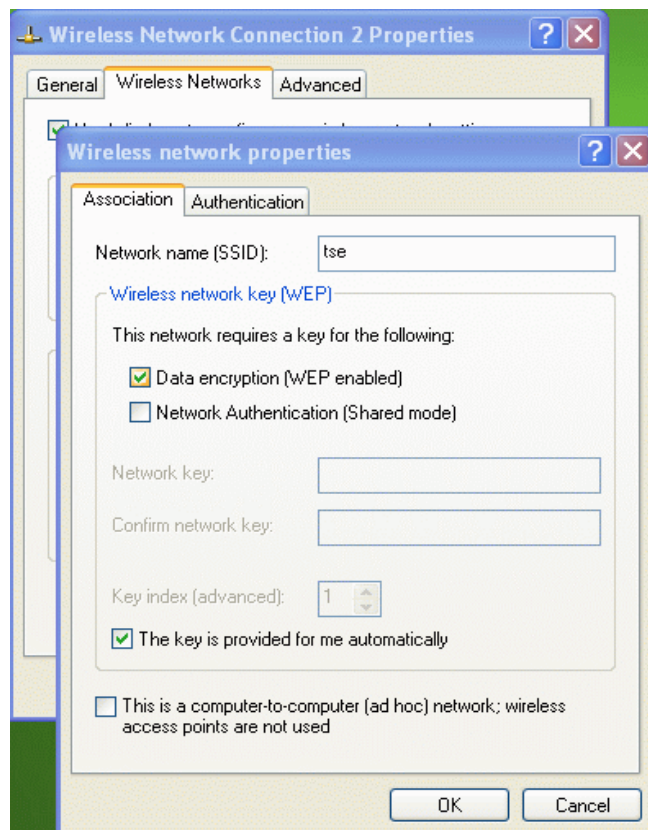 Wireless Network Connection 2 Properties
General Wireless Networks Advanced
Wireless network properties
Association Authentication
Network name (SSID): tse
Wireless network key (WEP)
This network requires a key for the following:
Data encryption (WEP enabled)
Network Authentication (Shared mode)
Network key:
Confirm network key:
Key index (advanced): 1
The key is provided for me automatically
This is a computer-to-computer (ad hoc) network; wireless
access points are not used
OK Cancel